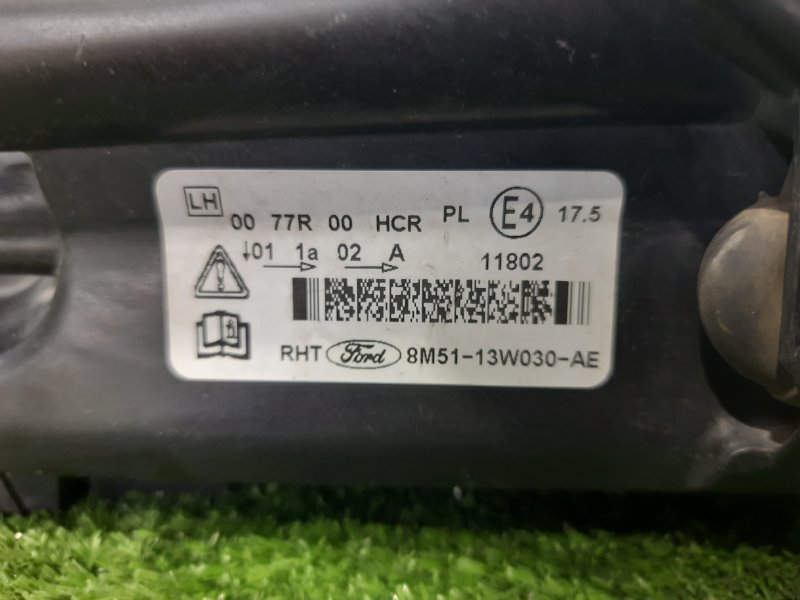 LH
00 77R 00 HCR PL E4 17.5
↓01 1a 02 A 11802
RHT Ford 8M51-13W030-AE